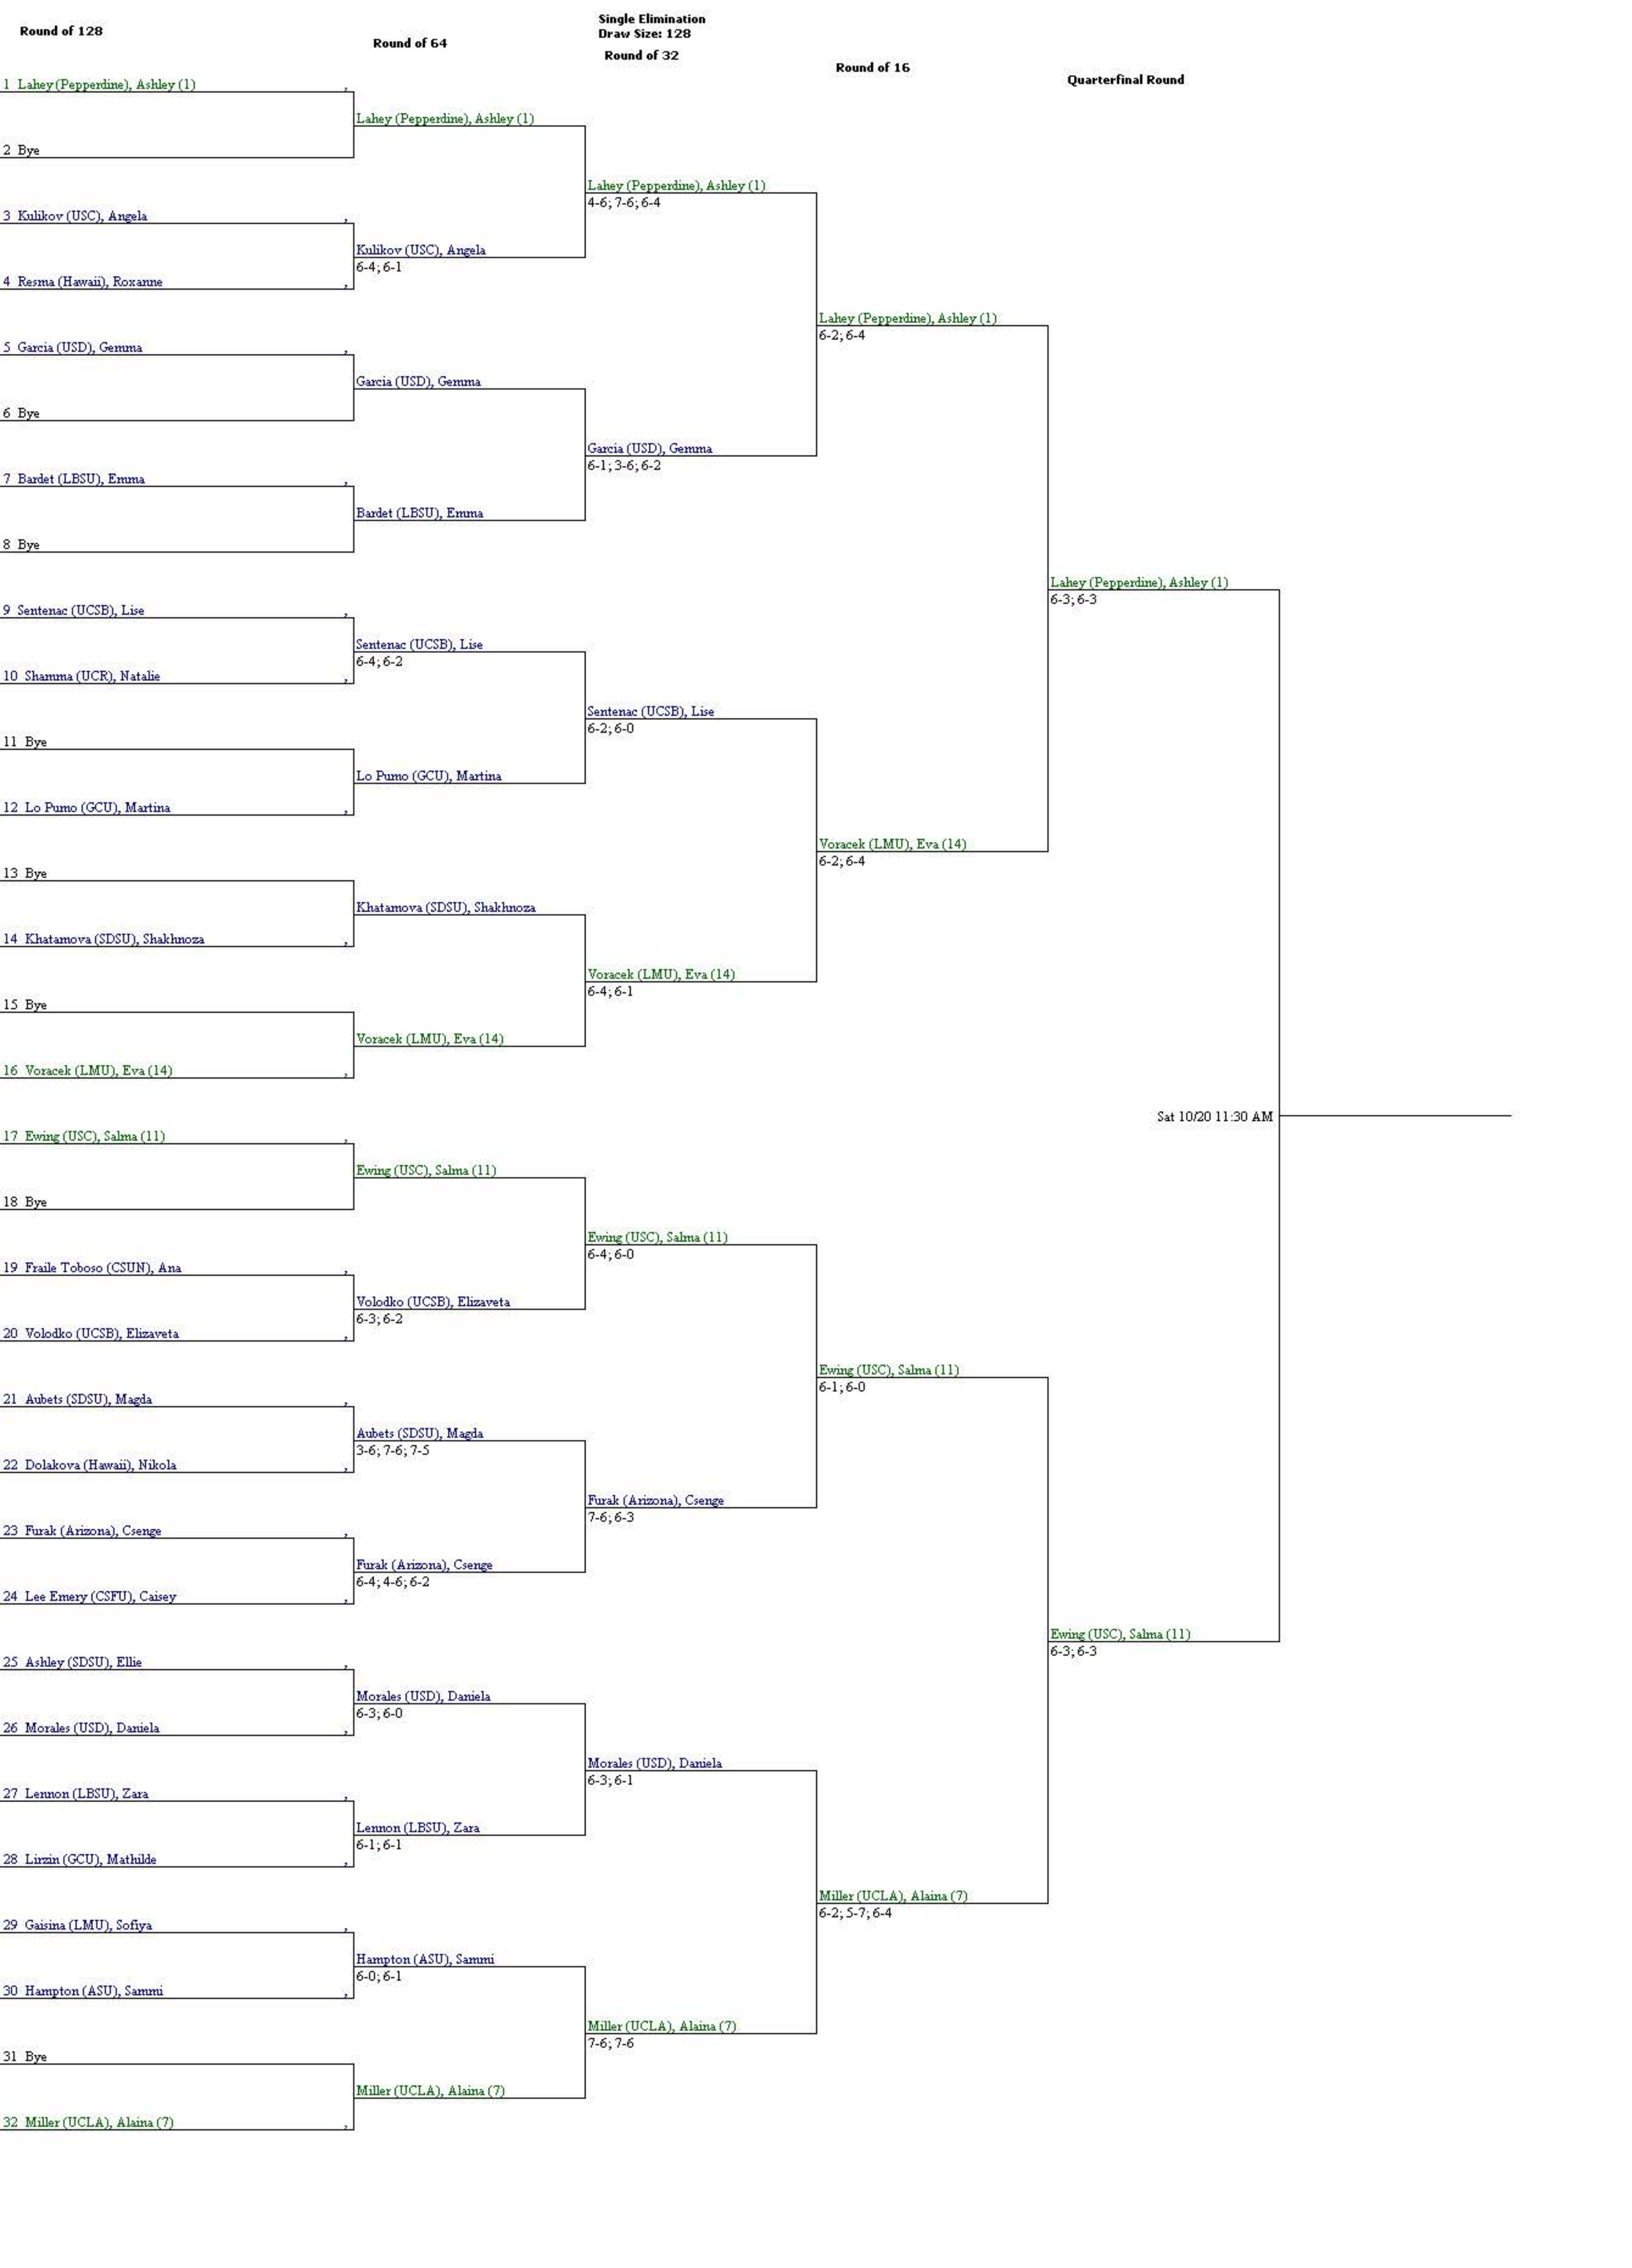 Single Elimination
Draw Size: 128
Round of 128
Round of 64
Round of 32
Round of 16
Quarterfinal Round
1 Lahey (Pepperdine), Ashley (1) ,
Lahey (Pepperdine), Ashley (1)
2 Bye
Lahey (Pepperdine), Ashley (1)
4-6; 7-6; 6-4
3 Kulikov (USC), Angela ,
Kulikov (USC), Angela
6-4; 6-1
4 Resma (Hawaii), Roxanne ,
Lahey (Pepperdine), Ashley (1)
6-2; 6-4
5 Garcia (USD), Gemma ,
Garcia (USD), Gemma
6 Bye
Garcia (USD), Gemma
6-1; 3-6; 6-2
7 Bardet (LBSU), Emma ,
Bardet (LBSU), Emma
8 Bye
Lahey (Pepperdine), Ashley (1)
6-3; 6-3
9 Sentenac (UCSB), Lise ,
Sentenac (UCSB), Lise
6-4; 6-2
10 Shamma (UCR), Natalie ,
Sentenac (UCSB), Lise
6-2; 6-0
11 Bye
Lo Pumo (GCU), Martina
12 Lo Pumo (GCU), Martina ,
Voracek (LMU), Eva (14)
6-2; 6-4
13 Bye
Khatamova (SDSU), Shakhnoza
14 Khatamova (SDSU), Shakhnoza ,
Voracek (LMU), Eva (14)
6-4; 6-1
15 Bye
Voracek (LMU), Eva (14)
16 Voracek (LMU), Eva (14) ,
Sat 10/20 11:30 AM
17 Ewing (USC), Salma (11) ,
Ewing (USC), Salma (11)
18 Bye
Ewing (USC), Salma (11)
6-4; 6-0
19 Fraile Toboso (CSUN), Ana ,
Volodko (UCSB), Elizaveta
6-3; 6-2
20 Volodko (UCSB), Elizaveta ,
Ewing (USC), Salma (11)
6-1; 6-0
21 Aubets (SDSU), Magda ,
Aubets (SDSU), Magda
3-6; 7-6; 7-5
22 Dolakova (Hawaii), Nikola ,
Furak (Arizona), Csenge
7-6; 6-3
23 Furak (Arizona), Csenge ,
Furak (Arizona), Csenge
6-4; 4-6; 6-2
24 Lee Emery (CSFU), Caisey ,
Ewing (USC), Salma (11)
6-3; 6-3
25 Ashley (SDSU), Ellie ,
Morales (USD), Daniela
6-3; 6-0
26 Morales (USD), Daniela ,
Morales (USD), Daniela
6-3; 6-1
27 Lennon (LBSU), Zara ,
Lennon (LBSU), Zara
6-1; 6-1
28 Lirzin (GCU), Mathilde ,
Miller (UCLA), Alaina (7)
6-2; 5-7; 6-4
29 Gaisina (LMU), Sofiya ,
Hampton (ASU), Sammi
6-0; 6-1
30 Hampton (ASU), Sammi ,
Miller (UCLA), Alaina (7)
7-6; 7-6
31 Bye
Miller (UCLA), Alaina (7)
32 Miller (UCLA), Alaina (7) ,